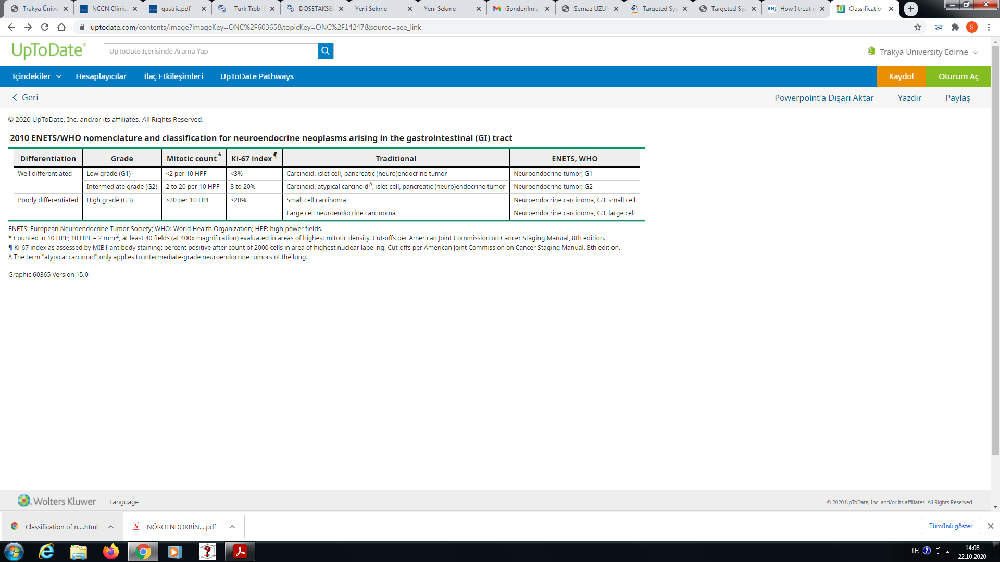 Trakya Ünive
NCCN Clinica
gastric.pdf
- Türk Tıbbi
DOSETAKSEL
Yeni Sekme
Yeni Sekme
Gönderilmiş
Sernaz UZUN
Targeted Sys
Targeted Sys
BMJ How I treat
Classification
uptodate.com/contents/image?imageKey=ONC%2F60365&topicKey=ONC%2F14247&source=see_link
S
UpToDate®
UpToDate İçerisinde Arama Yap
Trakya University Edirne
İçindekiler Hesaplayıcılar İlaç Etkileşimleri UpToDate Pathways Kaydol Oturum Aç
Geri Powerpoint'a Dışarı Aktar Yazdır Paylaş
© 2020 UpToDate, Inc. and/or its affiliates. All Rights Reserved.
2010 ENETS/WHO nomenclature and classification for neuroendocrine neoplasms arising in the gastrointestinal (GI) tract
Differentiation Grade Mitotic count* Ki-67 index¶ Traditional ENETS, WHO
Well differentiated Low grade (G1) <2 per 10 HPF <3% Carcinoid, islet cell, pancreatic (neuro)endocrine tumor Neuroendocrine tumor, G1
Intermediate grade (G2) 2 to 20 per 10 HPF 3 to 20% Carcinoid, atypical carcinoidΔ, islet cell, pancreatic (neuro)endocrine tumor Neuroendocrine tumor, G2
Poorly differentiated High grade (G3) >20 per 10 HPF >20% Small cell carcinoma Neuroendocrine carcinoma, G3, small cell
Large cell neuroendocrine carcinoma Neuroendocrine carcinoma, G3, large cell
ENETS: European Neuroendocrine Tumor Society; WHO: World Health Organization; HPF: high-power fields.
* Counted in 10 HPF; 10 HPF = 2 mm2, at least 40 fields (at 400x magnification) evaluated in areas of highest mitotic density. Cut-offs per American Joint Commission on Cancer Staging Manual, 8th edition.
¶ Ki-67 index as assessed by MIB1 antibody staining: percent positive after count of 2000 cells in area of highest nuclear labeling. Cut-offs per American Joint Commission on Cancer Staging Manual, 8th edition.
Δ The term "atypical carcinoid" only applies to intermediate-grade neuroendocrine tumors of the lung.
Graphic 60365 Version 15.0
Wolters Kluwer Language © 2020 UpToDate, Inc. and/or its affiliates. All Rights Reserved.
Classification of n....html NÖROENDOKRİN....pdf Tümünü göster
TR 14:08
22.10.2020